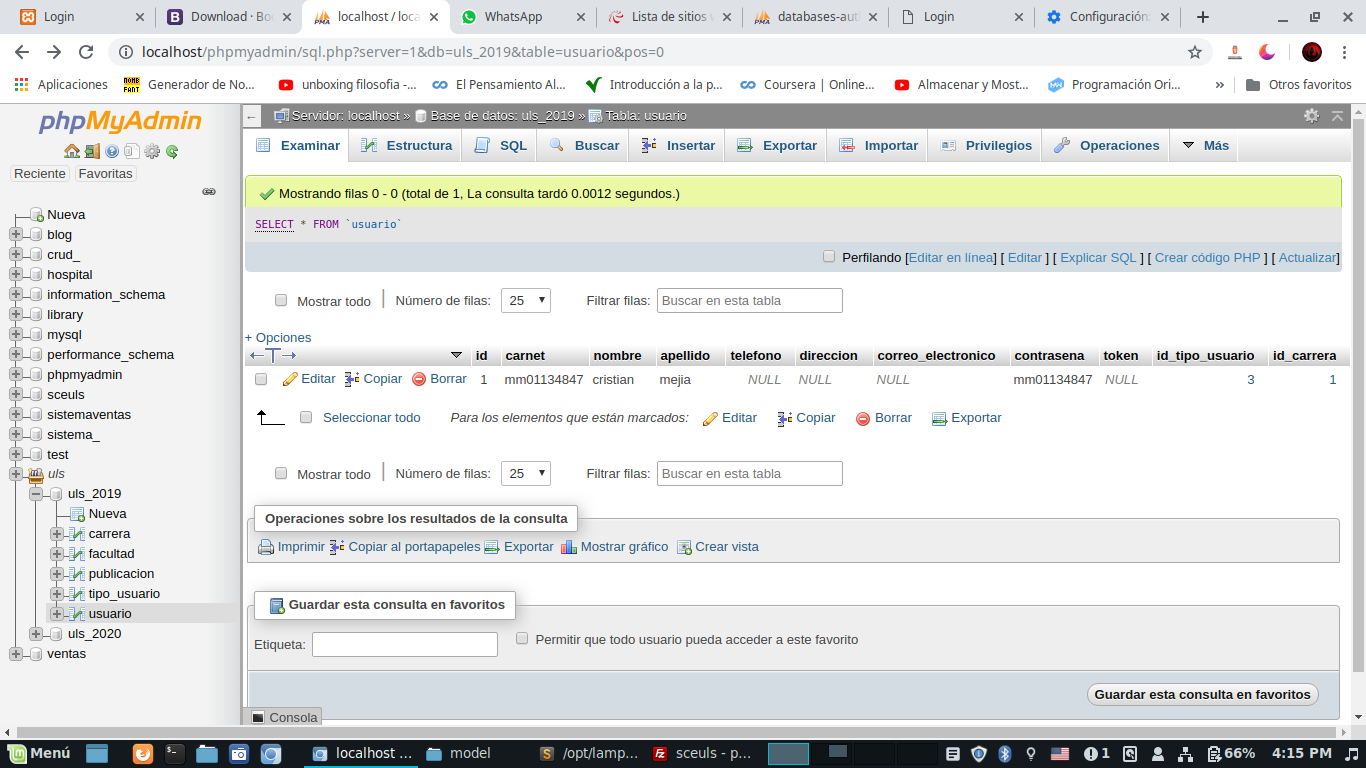 Login
Download · Boo
localhost / loca
WhatsApp
Lista de sitios v
databases-aut
Login
Configuración
localhost/phpmyadmin/sql.php?server=1&db=uls_2019&table=usuario&pos=0
Aplicaciones
Generador de No...
unboxing filosofia -...
El Pensamiento Al...
Introducción a la p...
Coursera | Online...
Almacenar y Most...
Programación Ori...
»
Otros favoritos
phpMyAdmin
Reciente
Favoritas
Nueva
blog
crud_
hospital
information_schema
library
mysql
performance_schema
phpmyadmin
sceuls
sistemaventas
sistema_
test
uls
uls_2019
Nueva
carrera
facultad
publicacion
tipo_usuario
usuario
uls_2020
ventas
Servidor: localhost » Base de datos: uls_2019 » Tabla: usuario
Examinar
Estructura
SQL
Buscar
Insertar
Exportar
Importar
Privilegios
Operaciones
Más
Mostrando filas 0 - 0 (total de 1, La consulta tardó 0.0012 segundos.)
SELECT * FROM `usuario`
Perfilando [Editar en línea] [ Editar ] [ Explicar SQL ] [ Crear código PHP ] [ Actualizar]
Mostrar todo | Número de filas: 25 Filtrar filas: Buscar en esta tabla
+ Opciones
id carnet nombre apellido telefono direccion correo_electronico contrasena token id_tipo_usuario id_carrera
Editar Copiar Borrar 1 mm01134847 cristian mejia NULL NULL NULL mm01134847 NULL 3 1
Seleccionar todo Para los elementos que están marcados: Editar Copiar Borrar Exportar
Mostrar todo | Número de filas: 25 Filtrar filas: Buscar en esta tabla
Operaciones sobre los resultados de la consulta
Imprimir Copiar al portapapeles Exportar Mostrar gráfico Crear vista
Guardar esta consulta en favoritos
Etiqueta: Permitir que todo usuario pueda acceder a este favorito
Guardar esta consulta en favoritos
Consola
Menú
localhost ...
model
/opt/lamp...
sceuls - p...
1
66%
4:15 PM